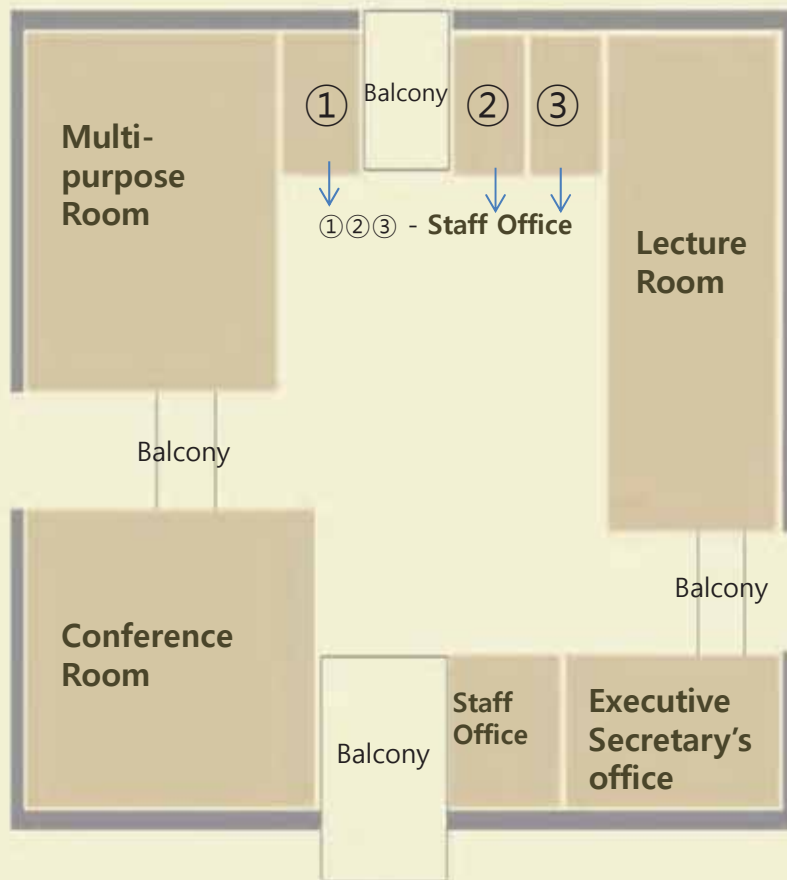 Multi-
purpose
Room
①
Balcony
②
③
①②③ - Staff Office
Lecture
Room
Balcony
Balcony
Conference
Room
Balcony
Staff
Office
Executive
Secretary's
office